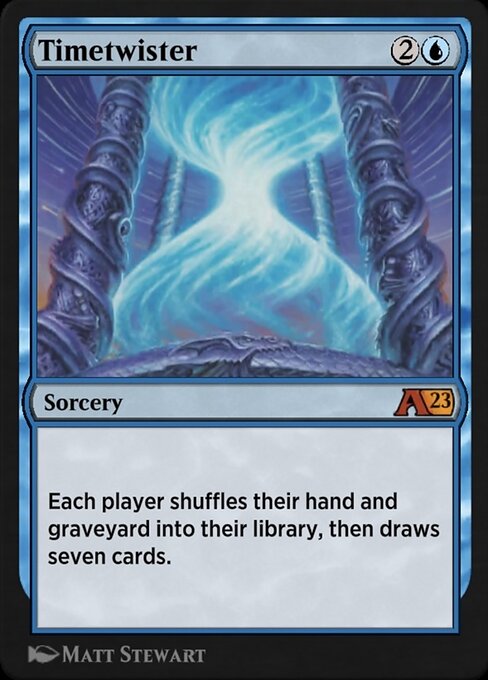 Timetwister 2
Sorcery A23
Each player shuffles their hand and
graveyard into their library, then draws
seven cards.
MATT STEWART